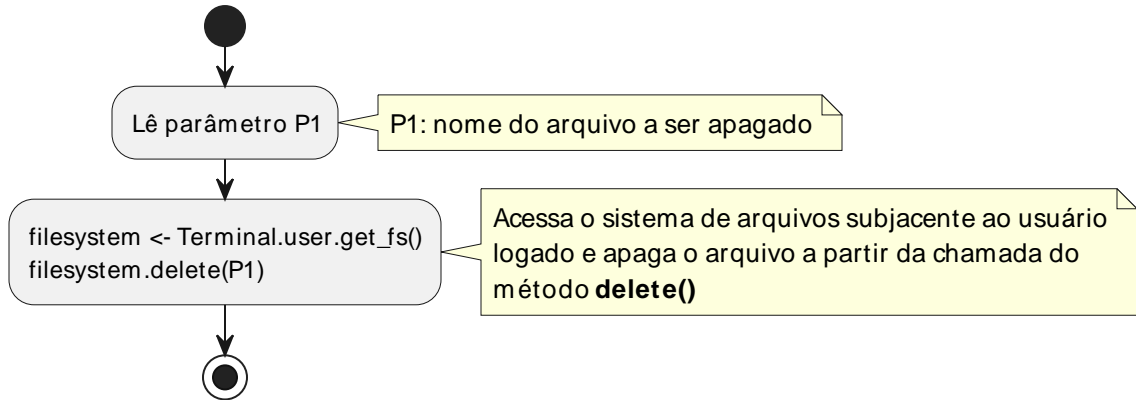 Lê parâmetro P1
P1: nome do arquivo a ser apagado
filesystem <- Terminal.user.get_fs()
filesystem.delete(P1)
Acessa o sistema de arquivos subjacente ao usuário
logado e apaga o arquivo a partir da chamada do
método delete()